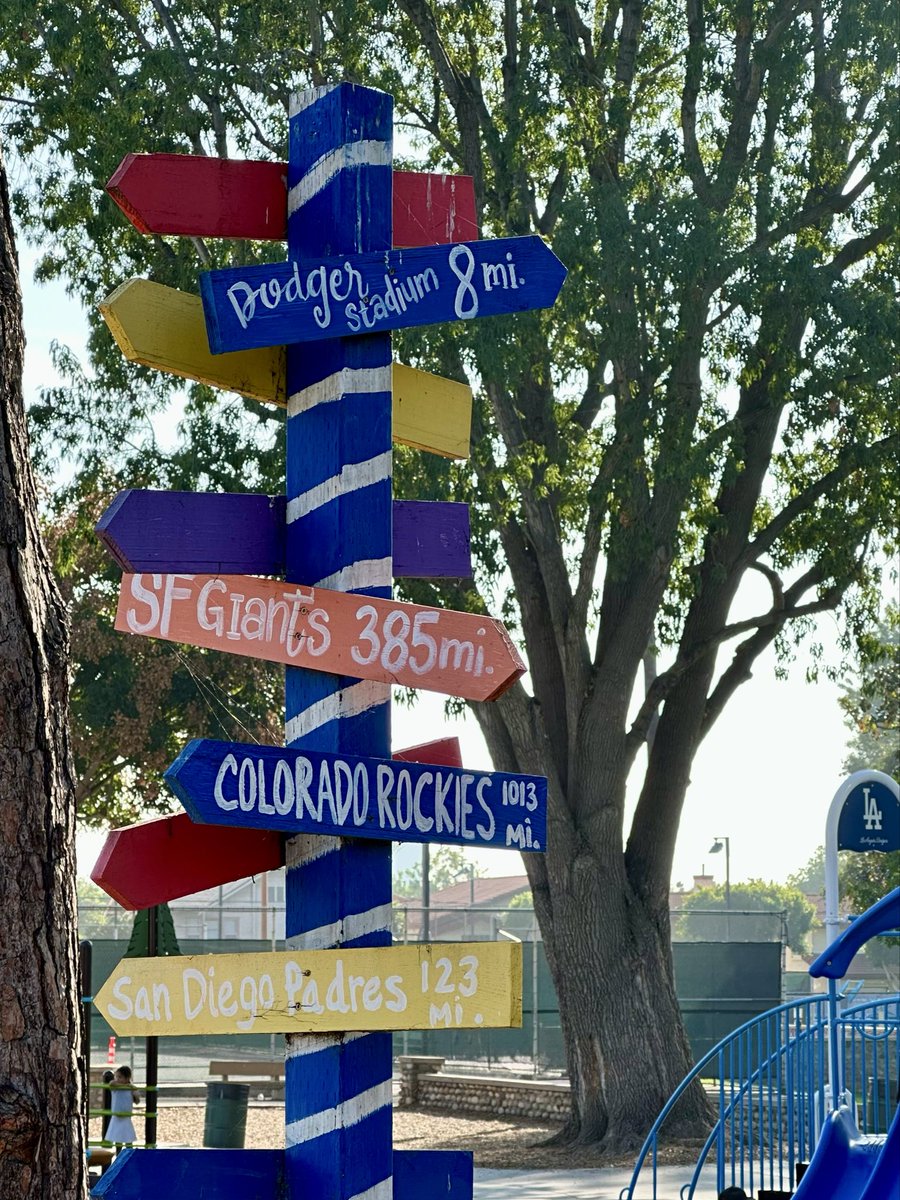 Dodger Stadium 8 mi.
SF Giants 385 mi.
COLORADO ROCKIES 1013 Mi.
San Diego Padres 123 Mi.
LA